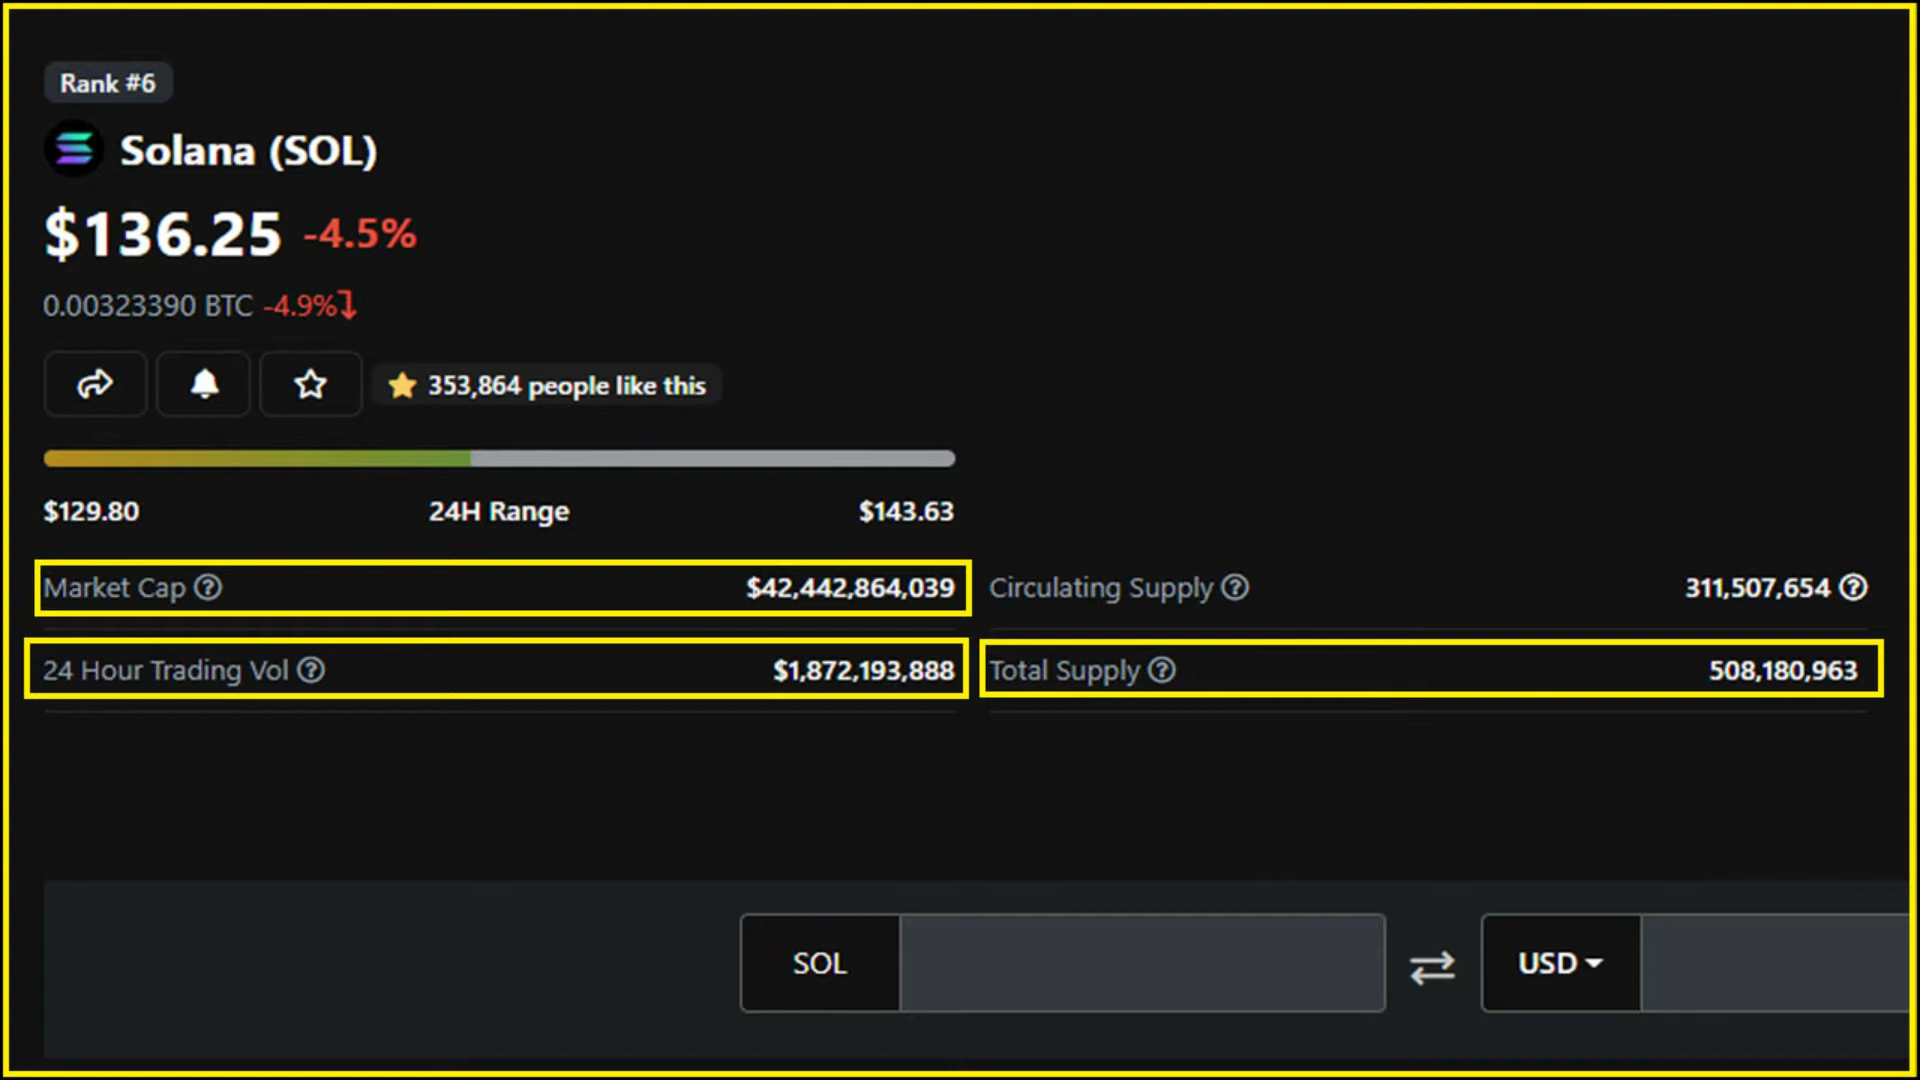 Rank #6
Solana (SOL)
$136.25 -4.5%
0.00323390 BTC -4.9%
353,864 people like this
$129.80 24H Range $143.63
Market Cap $42,442,864,039 Circulating Supply 311,507,654
24 Hour Trading Vol $1,872,193,888 Total Supply 508,180,963
SOL USD